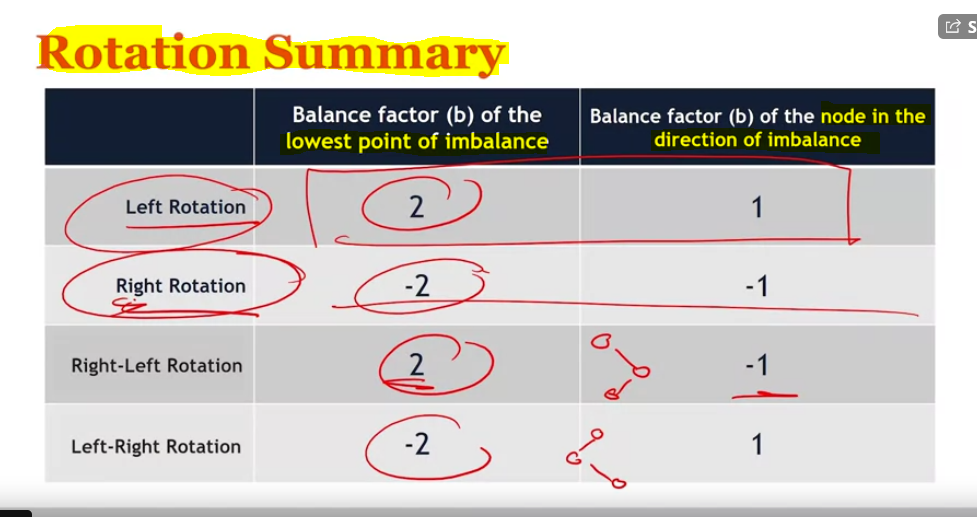 S
Rotation Summary
Balance factor (b) of the
lowest point of imbalance
Balance factor (b) of the node in the
direction of imbalance
Left Rotation 2 1
Right Rotation -2 -1
Right-Left Rotation 2 -1
Left-Right Rotation -2 1